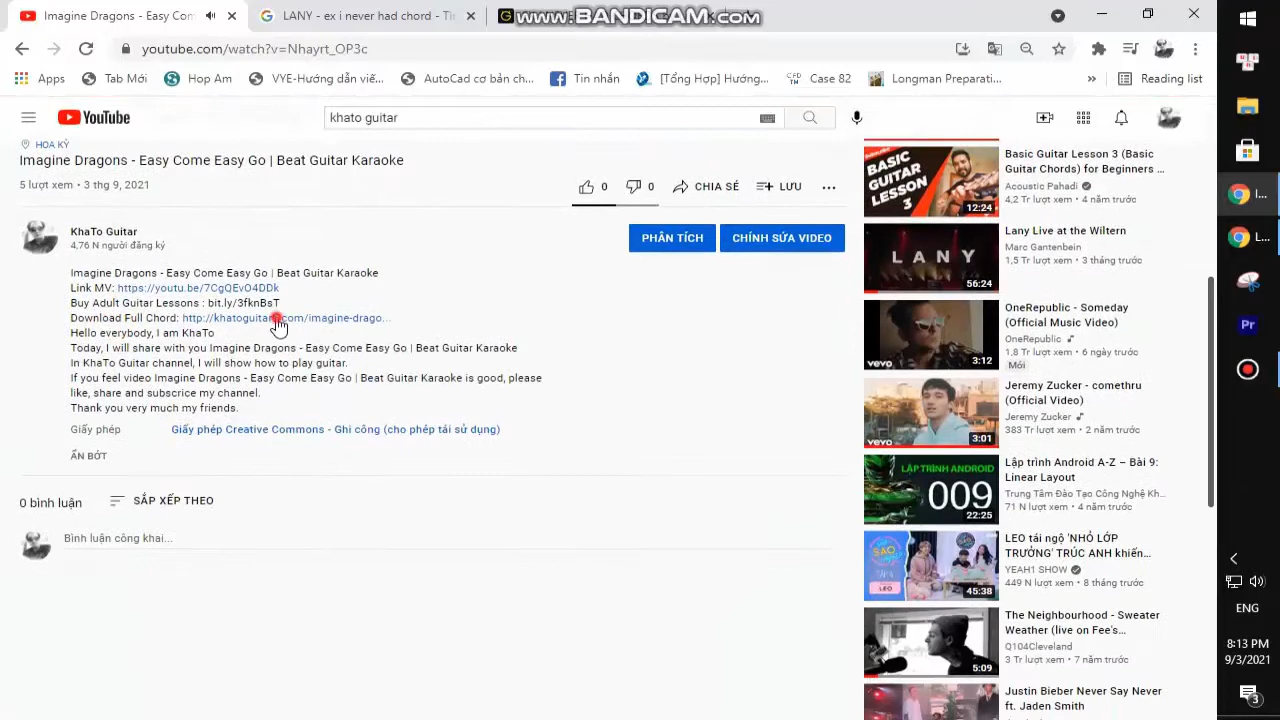 Imagine Dragons - Easy Com
LANY - ex i never had chord - Th
www.BANDICAM.com
youtube.com/watch?v=Nhayrt_OP3c
Apps
Tab Mới
Hop Am
VYE-Hướng dẫn viế...
AutoCad cơ bản ch...
Tin nhắn
[Tổng Hợp] Hướng...
Case 82
Longman Preparati...
»
Reading list
YouTube
khato guitar
HOA KỲ
Imagine Dragons - Easy Come Easy Go | Beat Guitar Karaoke
5 lượt xem • 3 thg 9, 2021
0
0
CHIA SẺ
LƯU
KhaTo Guitar
4,76 N người đăng ký
PHÂN TÍCH
CHỈNH SỬA VIDEO
Imagine Dragons - Easy Come Easy Go | Beat Guitar Karaoke
Link MV: https://youtu.be/7CgQEvO4DDk
Buy Adult Guitar Lessons : bit.ly/3fknBsT
Download Full Chord: http://khatoguitar.com/imagine-drago...
Hello everybody, I am KhaTo
Today, I will share with you Imagine Dragons - Easy Come Easy Go | Beat Guitar Karaoke
In KhaTo Guitar channel, I will show how to play guitar.
If you feel video Imagine Dragons - Easy Come Easy Go | Beat Guitar Karaoke is good, please
like, share and subscrice my channel.
Thank you very much my friends.
Giấy phép
Giấy phép Creative Commons - Ghi công (cho phép tái sử dụng)
ẨN BỚT
0 bình luận
SẮP XẾP THEO
Bình luận công khai...
BASIC
GUITAR
LESSON
3
12:24
Basic Guitar Lesson 3 (Basic
Guitar Chords) for Beginners ...
Acoustic Pahadi
4,2 Tr lượt xem • 4 năm trước
LANY
56:24
Lany Live at the Wiltern
Marc Gantenbein
1,5 Tr lượt xem • 3 tháng trước
vevo
3:12
OneRepublic - Someday
(Official Music Video)
OneRepublic
1,8 Tr lượt xem • 6 ngày trước
Mới
vevo
3:01
Jeremy Zucker - comethru
(Official Video)
Jeremy Zucker
383 Tr lượt xem • 2 năm trước
LẬP TRÌNH ANDROID
009
22:25
Lập trình Android A-Z – Bài 9:
Linear Layout
Trung Tâm Đào Tạo Công Nghệ Kh...
71 N lượt xem • 4 năm trước
SAO
LEO
45:38
LEO tái ngộ 'NHỎ LỚP
TRƯỞNG' TRÚC ANH khiến...
YEAH1 SHOW
449 N lượt xem • 8 tháng trước
5:09
The Neighbourhood - Sweater
Weather (live on Fee's...
Q104Cleveland
3 Tr lượt xem • 7 năm trước
Justin Bieber Never Say Never
ft. Jaden Smith
I...
L...
Pr
ENG
8:13 PM
9/3/2021
3